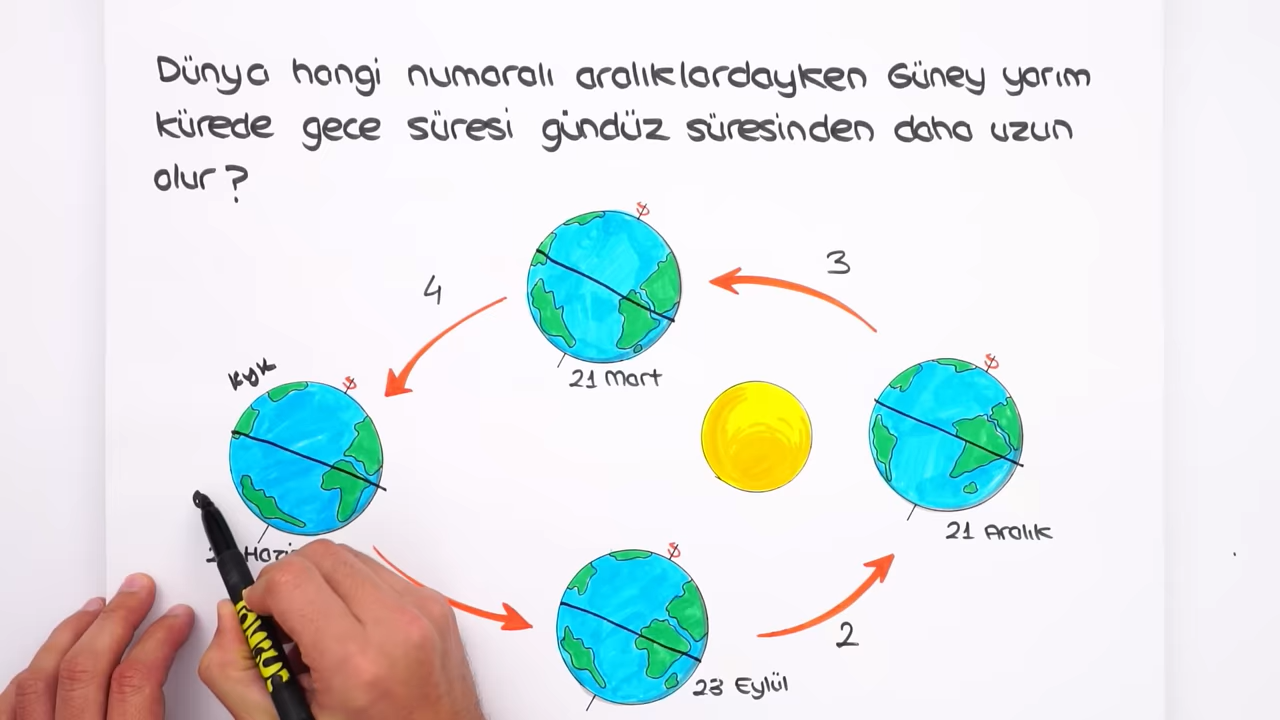 Dünya hangi numaralı aralıklardayken Güney yarım
kürede gece süresi gündüz süresinden daha uzun
olur?
3
4
21 Mart
KYK
21 Aralık
2
23 Eylül